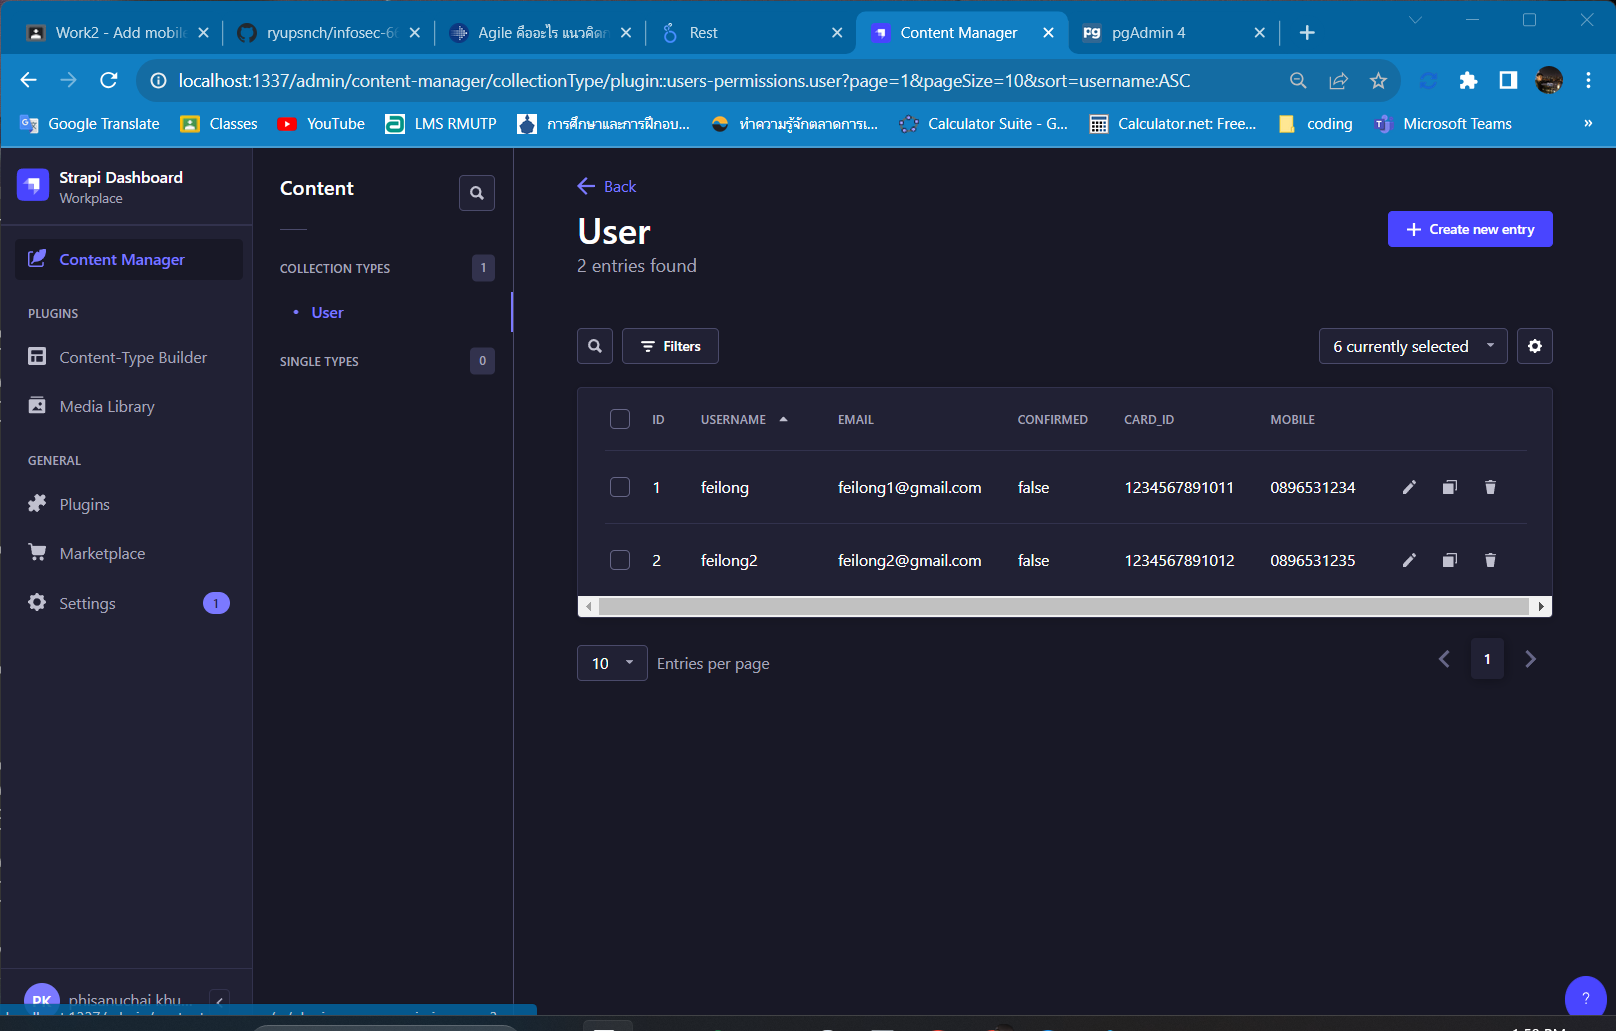 Work2 - Add mobile
ryupsnch/infosec-66
Agile คืออะไร แนวคิดก
Rest
Content Manager
pgAdmin 4
localhost:1337/admin/content-manager/collectionType/plugin::users-permissions.user?page=1&pageSize=10&sort=username:ASC
Google Translate
Classes
YouTube
LMS RMUTP
การศึกษาและการฝึกอบ...
ทำความรู้จักตลาดการเ...
Calculator Suite - G...
Calculator.net: Free...
coding
Microsoft Teams
»
Strapi Dashboard
Workplace
Content Manager
PLUGINS
Content-Type Builder
Media Library
GENERAL
Plugins
Marketplace
Settings 1
PK phisanuchai khu...
Content
COLLECTION TYPES 1
• User
SINGLE TYPES 0
Back
User
2 entries found
+ Create new entry
Filters
6 currently selected
ID USERNAME EMAIL CONFIRMED CARD_ID MOBILE
1 feilong feilong1@gmail.com false 1234567891011 0896531234
2 feilong2 feilong2@gmail.com false 1234567891012 0896531235
10 Entries per page
1
?